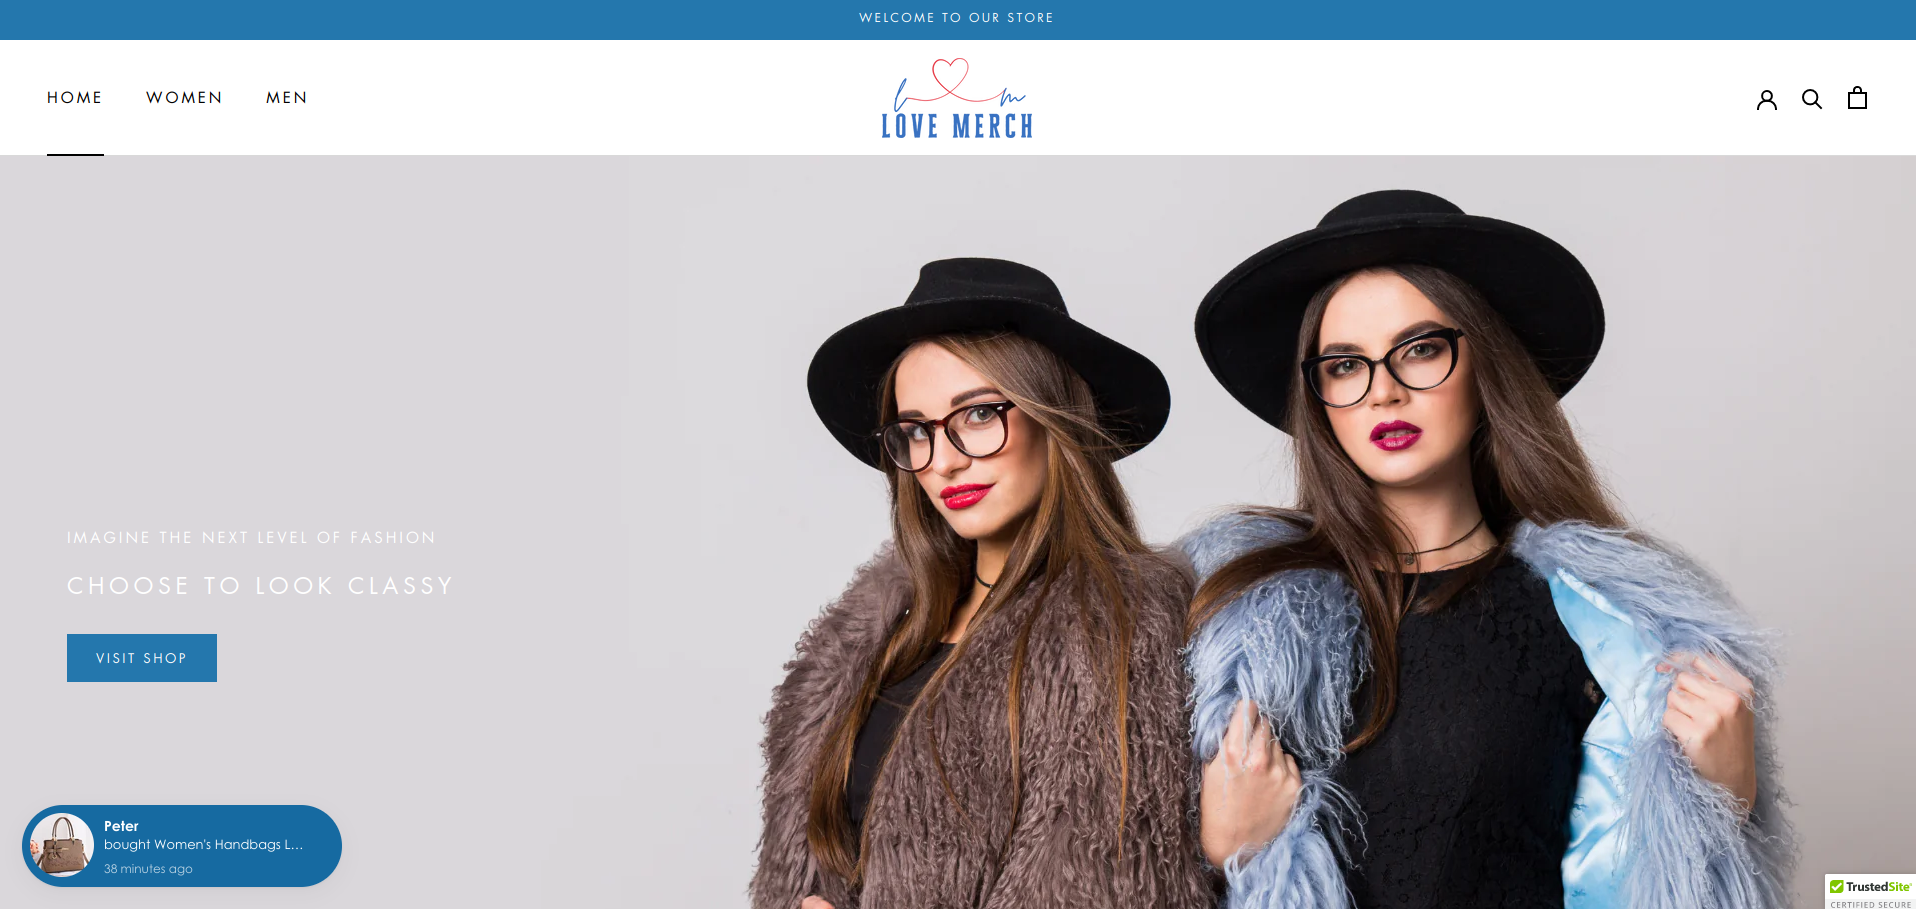 WELCOME TO OUR STORE
HOME WOMEN MEN
l m
LOVE MERCH
IMAGINE THE NEXT LEVEL OF FASHION
CHOOSE TO LOOK CLASSY
VISIT SHOP
Peter
bought Women's Handbags L...
38 minutes ago
TrustedSite
CERTIFIED SECURE